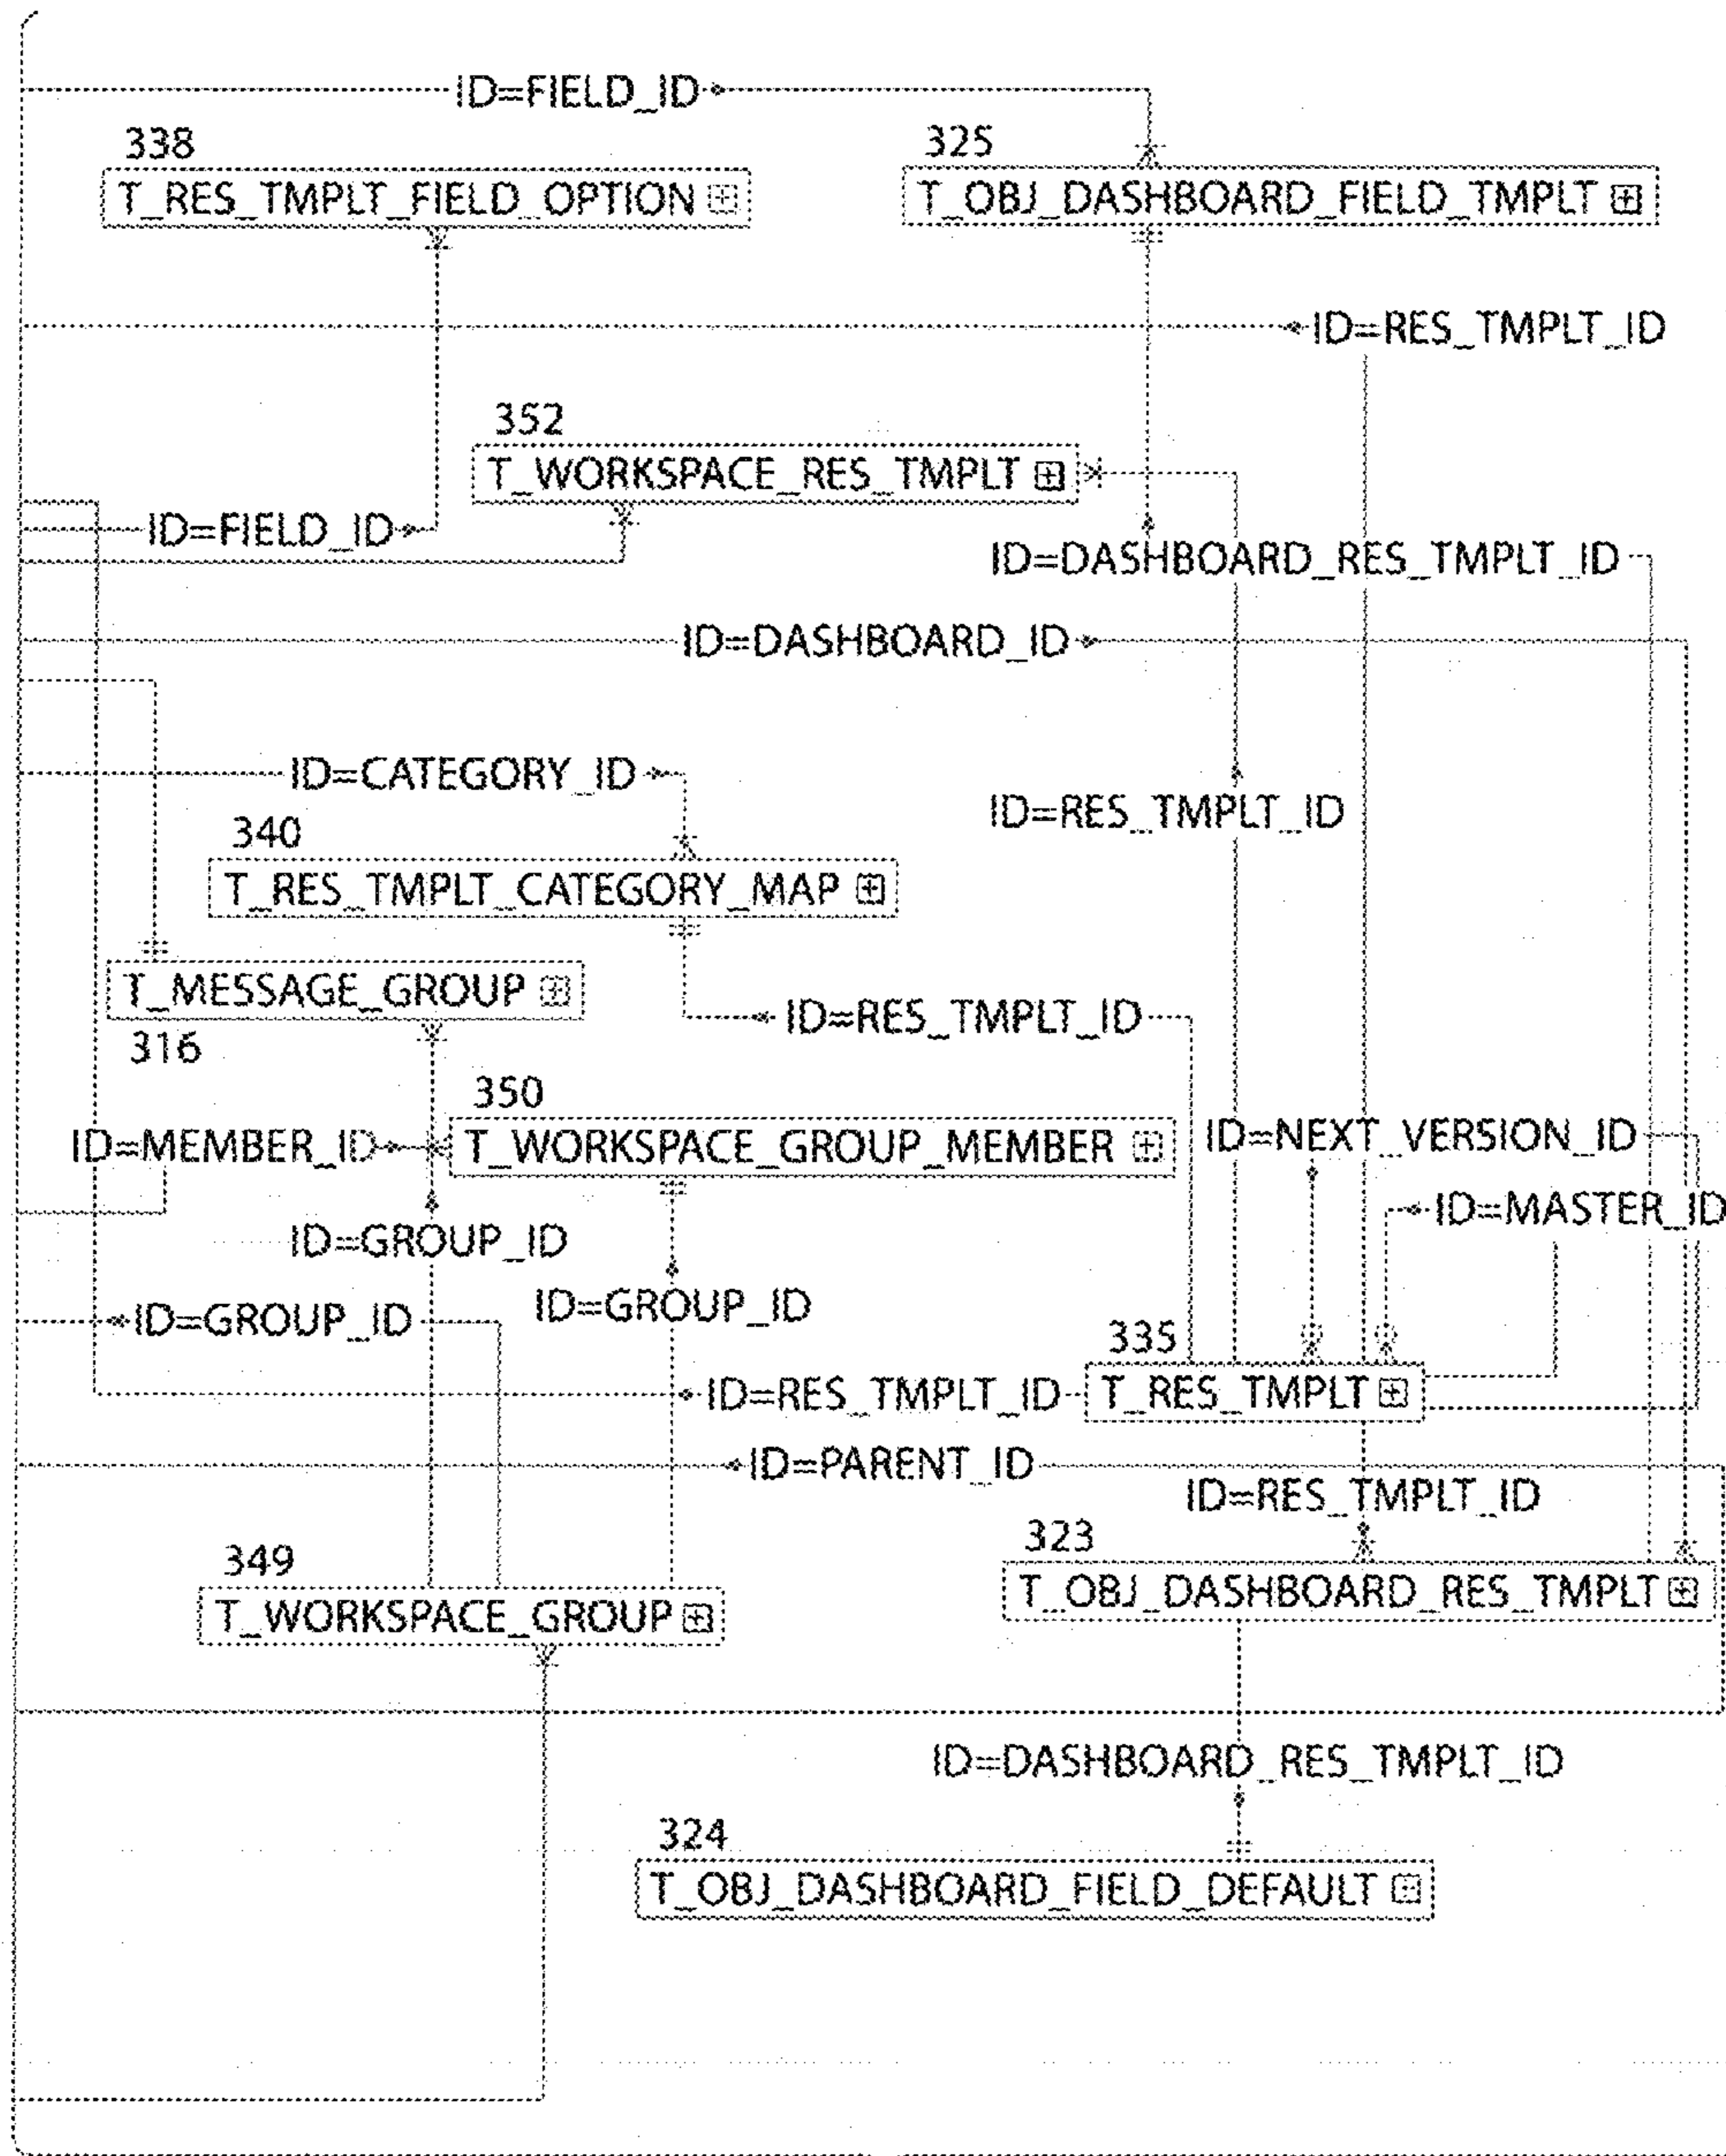 ID=FIELD_ID
338
325
T_RES_TMPLT_FIELD_OPTION
T_OBJ_DASHBOARD_FIELD_TMPLT
ID=RES_TMPLT_ID
352
T_WORKSPACE_RES_TMPLT
ID=FIELD_ID
ID=DASHBOARD_RES_TMPLT_ID
ID=DASHBOARD_ID
ID=CATEGORY_ID
ID=RES_TMPLT_ID
340
T_RES_TMPLT_CATEGORY_MAP
T_MESSAGE_GROUP
ID=RES_TMPLT_ID
316
350
ID=MEMBER_ID
T_WORKSPACE_GROUP_MEMBER
ID=NEXT_VERSION_ID
ID=MASTER_ID
ID=GROUP_ID
ID=GROUP_ID
ID=GROUP_ID
335
ID=RES_TMPLT_ID
T_RES_TMPLT
ID=PARENT_ID
ID=RES_TMPLT_ID
323
349
T_OBJ_DASHBOARD_RES_TMPLT
T_WORKSPACE_GROUP
ID=DASHBOARD_RES_TMPLT_ID
324
T_OBJ_DASHBOARD_FIELD_DEFAULT